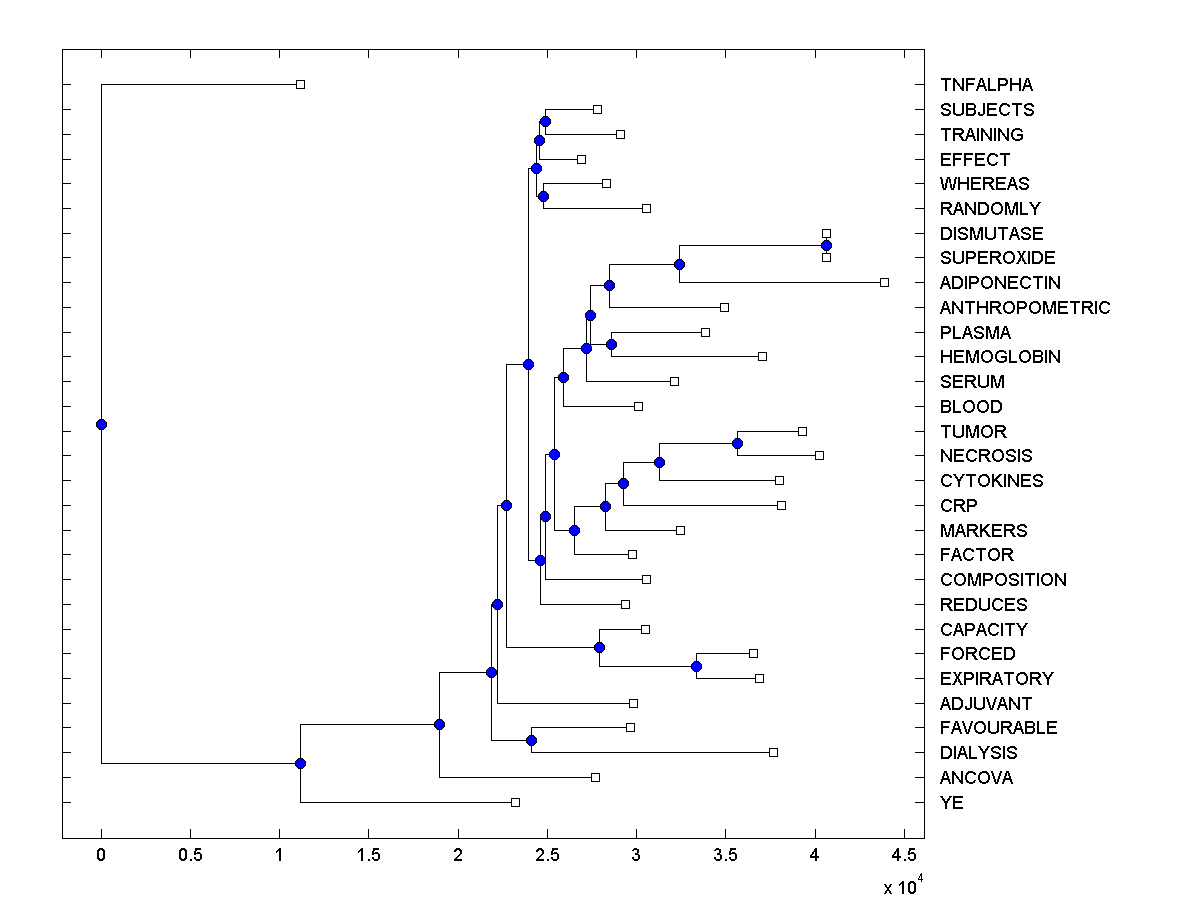 TNFALPHA
SUBJECTS
TRAINING
EFFECT
WHEREAS
RANDOMLY
DISMUTASE
SUPEROXIDE
ADIPONECTIN
ANTHROPOMETRIC
PLASMA
HEMOGLOBIN
SERUM
BLOOD
TUMOR
NECROSIS
CYTOKINES
CRP
MARKERS
FACTOR
COMPOSITION
REDUCES
CAPACITY
FORCED
EXPIRATORY
ADJUVANT
FAVOURABLE
DIALYSIS
ANCOVA
YE
0 0.5 1 1.5 2 2.5 3 3.5 4 4.5
x 10^4